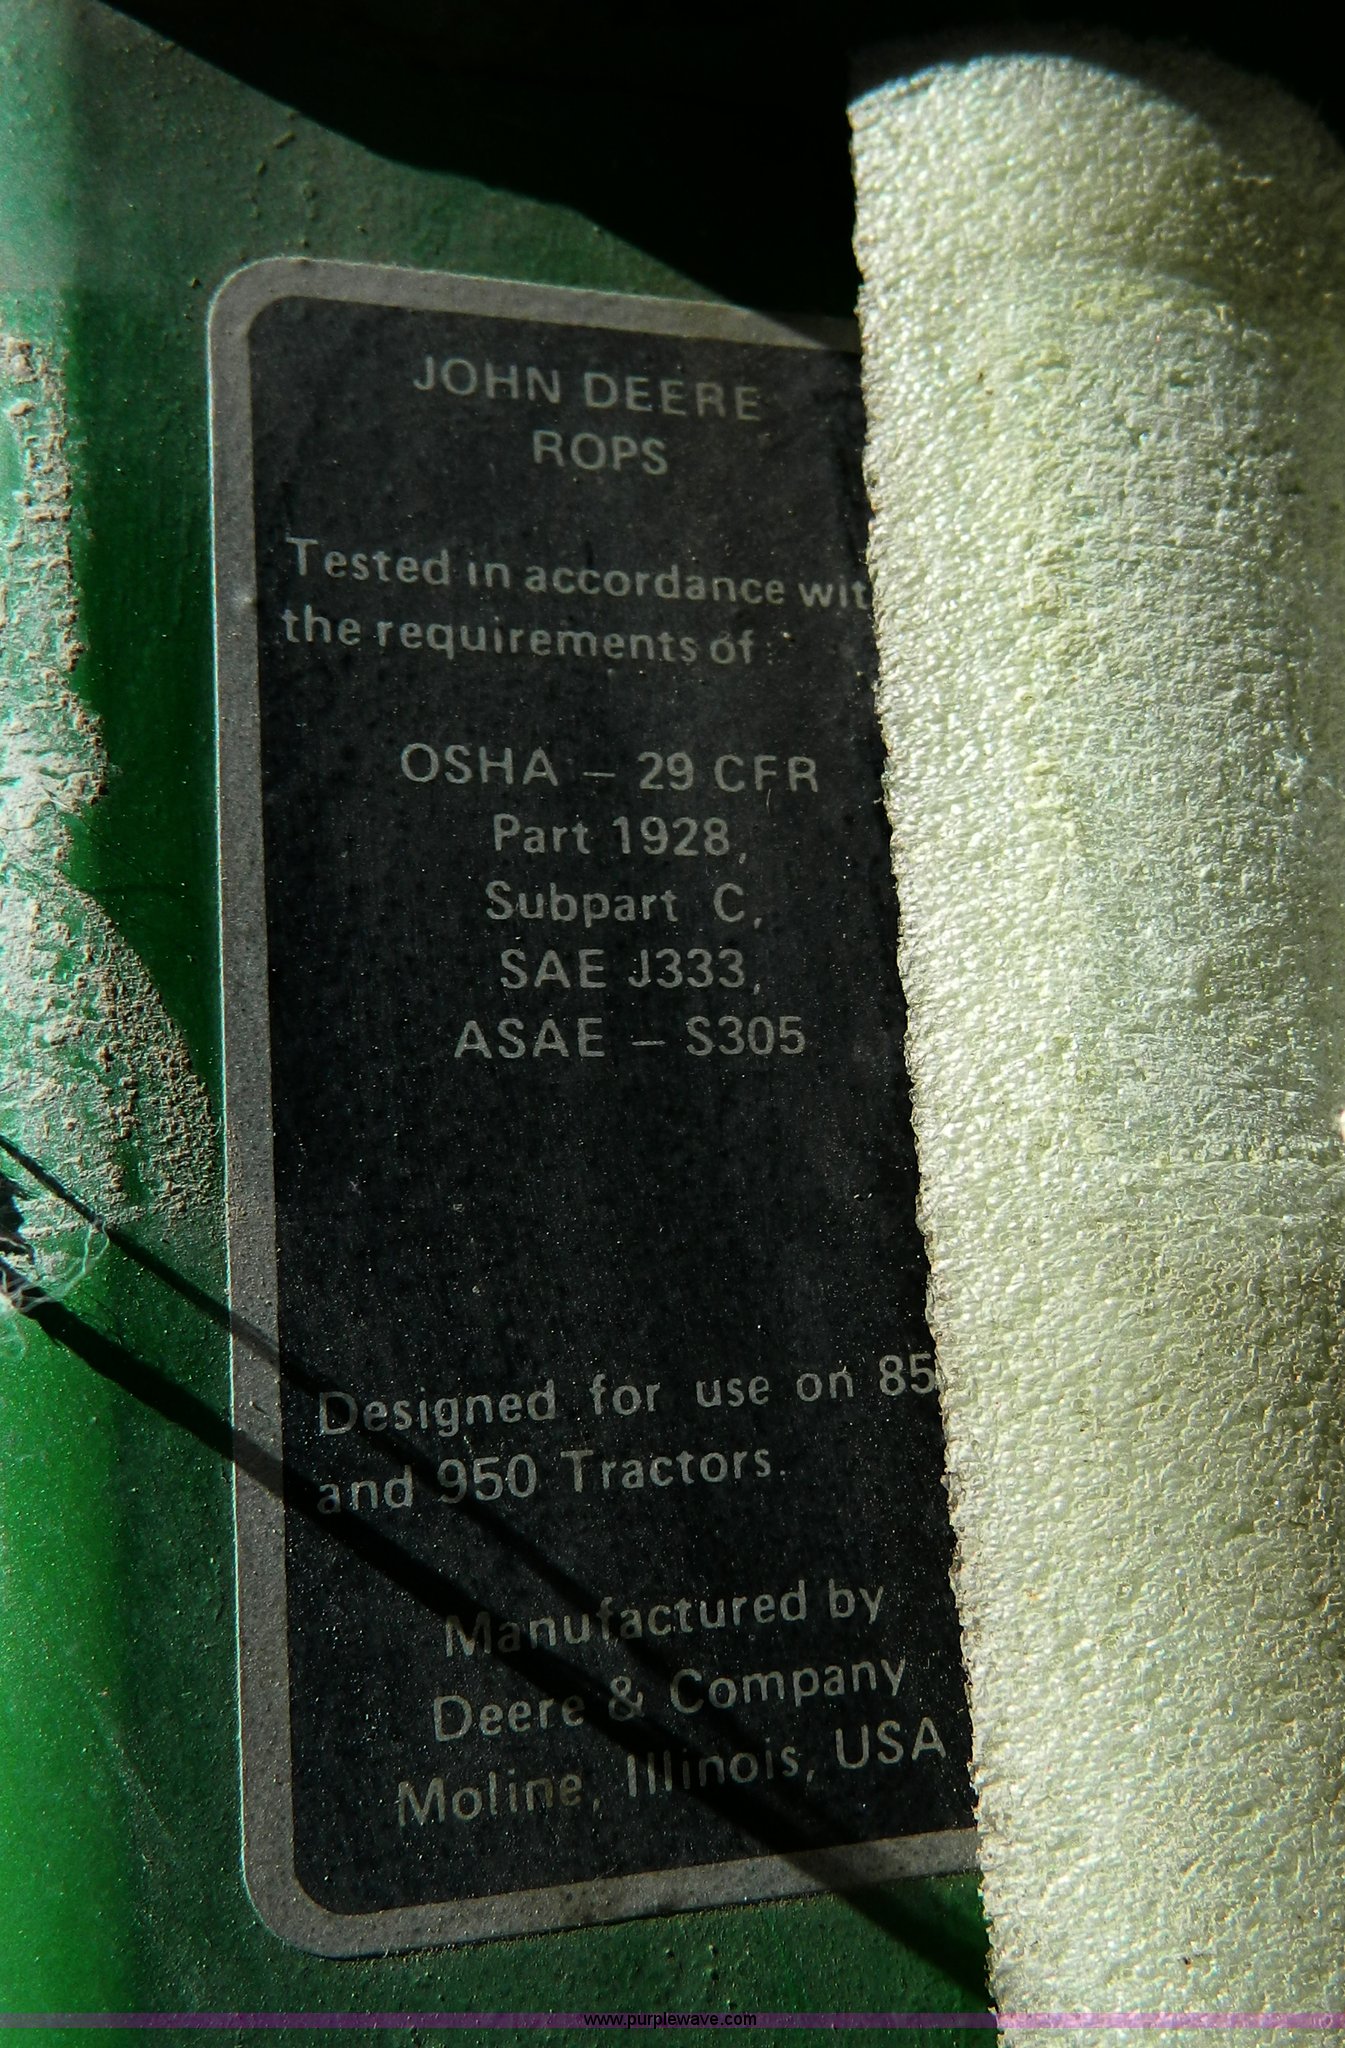 JOHN DEERE
ROPS
Tested in accordance wit
the requirements of:
OSHA – 29 CFR
Part 1928,
Subpart C,
SAE J333,
ASAE – S305
Designed for use on 85
and 950 Tractors.
Manufactured by
Deere & Company
Moline, Illinois, USA
www.purplewave.com